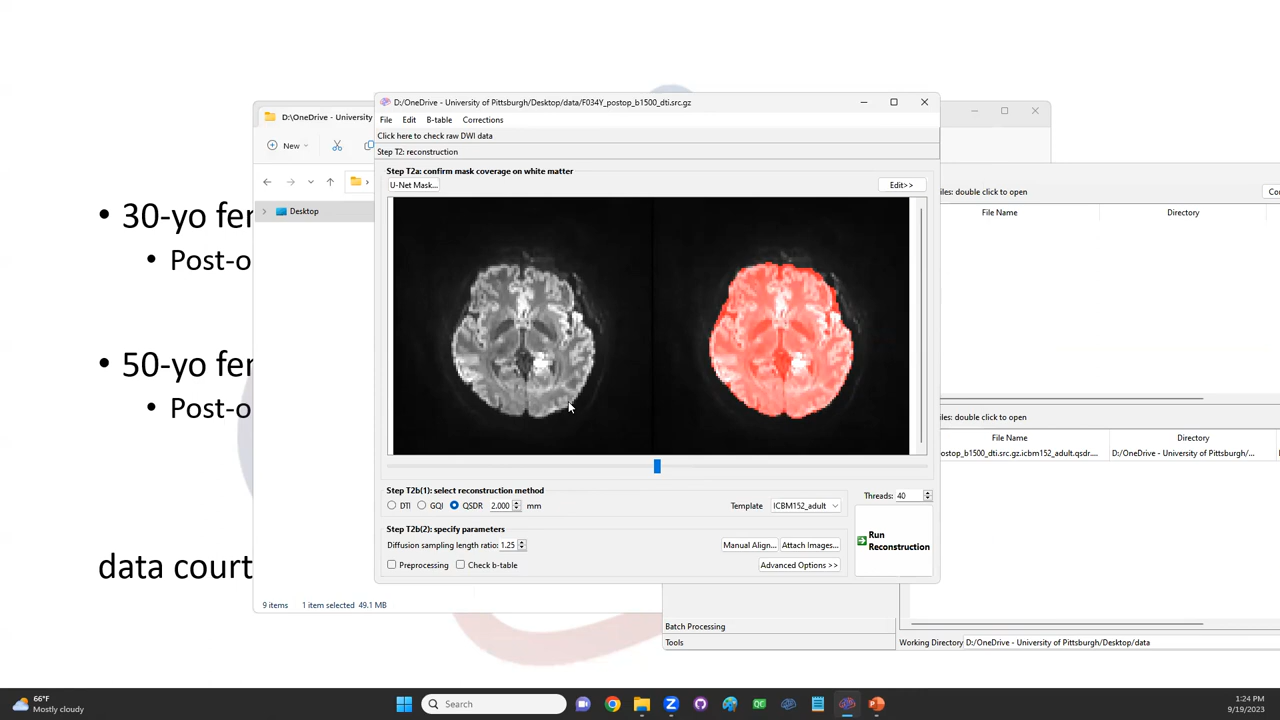 D:\OneDrive - University
New
Desktop
9 items 1 item selected 49.1 MB
• 30-yo fer
• Post-o
• 50-yo fer
• Post-o
data court
D:/OneDrive - University of Pittsburgh/Desktop/data/F034Y_postop_b1500_dti.src.gz
File Edit B-table Corrections
Click here to check raw DWI data
Step T2: reconstruction
Step T2a: confirm mask coverage on white matter
U-Net Mask...
Edit>>
Step T2b(1): select reconstruction method
DTI GQI QSDR 2.000 mm
Template ICBM152_adult
Threads: 40
Step T2b(2): specify parameters
Diffusion sampling length ratio: 1.25
Manual Align... Attach Images...
Run
Reconstruction
Preprocessing Check b-table
Advanced Options >>
iles: double click to open
File Name Directory
iles: double click to open
File Name Directory
ostop_b1500_dti.src.gz.icbm152_adult.qsdr.... D:/OneDrive - University of Pittsburgh/...
Batch Processing
Tools
Working Directory D:/OneDrive - University of Pittsburgh/Desktop/data
66°F
Mostly cloudy
Search
1:24 PM
9/19/2023